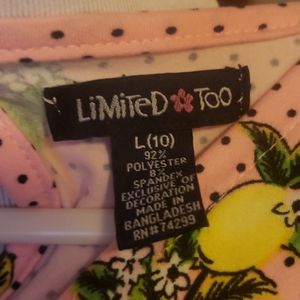 LiMiTeD TOO
L (10)
92%
POLYESTER
8%
SPANDEX
EXCLUSIVE OF
DECORATION
MADE IN
BANGLADESH
RN# 74299